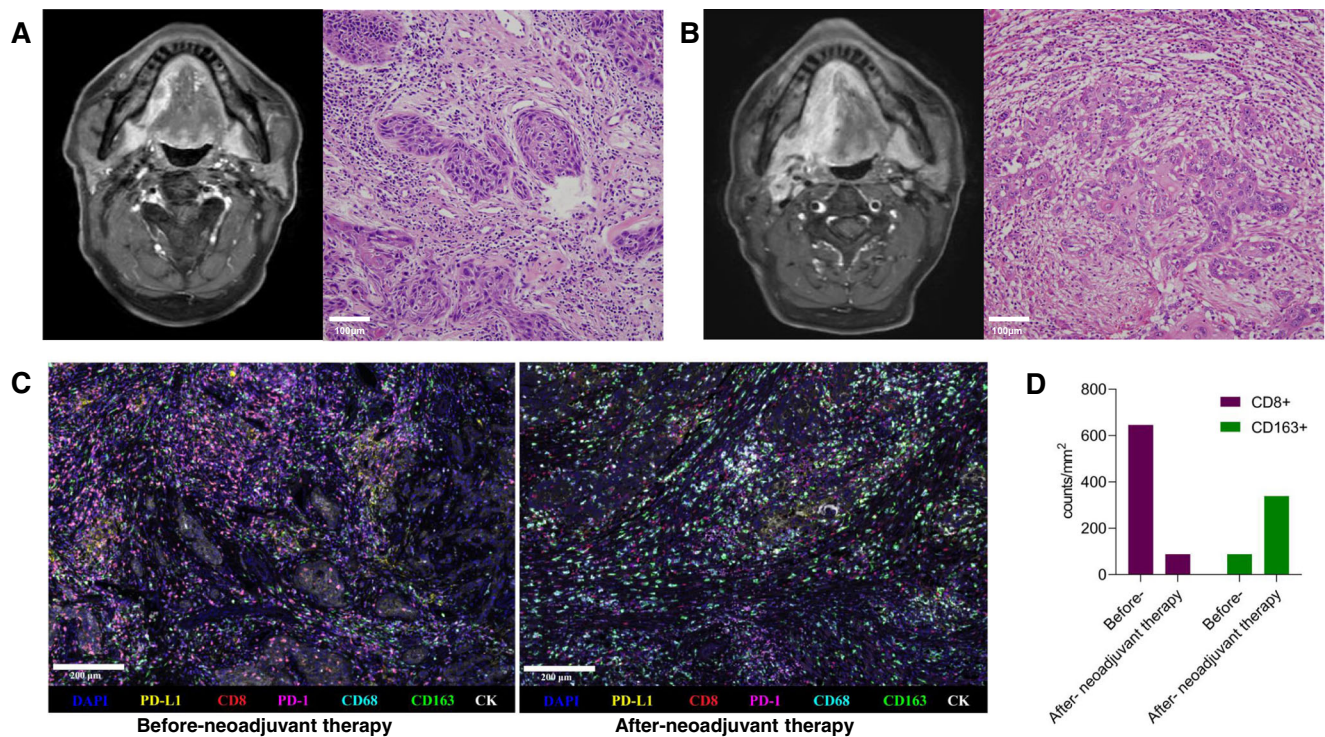 A
B
100µm
100µm
C
D
200 µm
200 µm
DAPI PD-L1 CD8 PD-1 CD68 CD163 CK
DAPI PD-L1 CD8 PD-1 CD68 CD163 CK
Before-neoadjuvant therapy
After-neoadjuvant therapy
800
600
400
200
0
counts/mm²
CD8+
CD163+
Before-
After- neoadjuvant therapy
Before-
After- neoadjuvant therapy